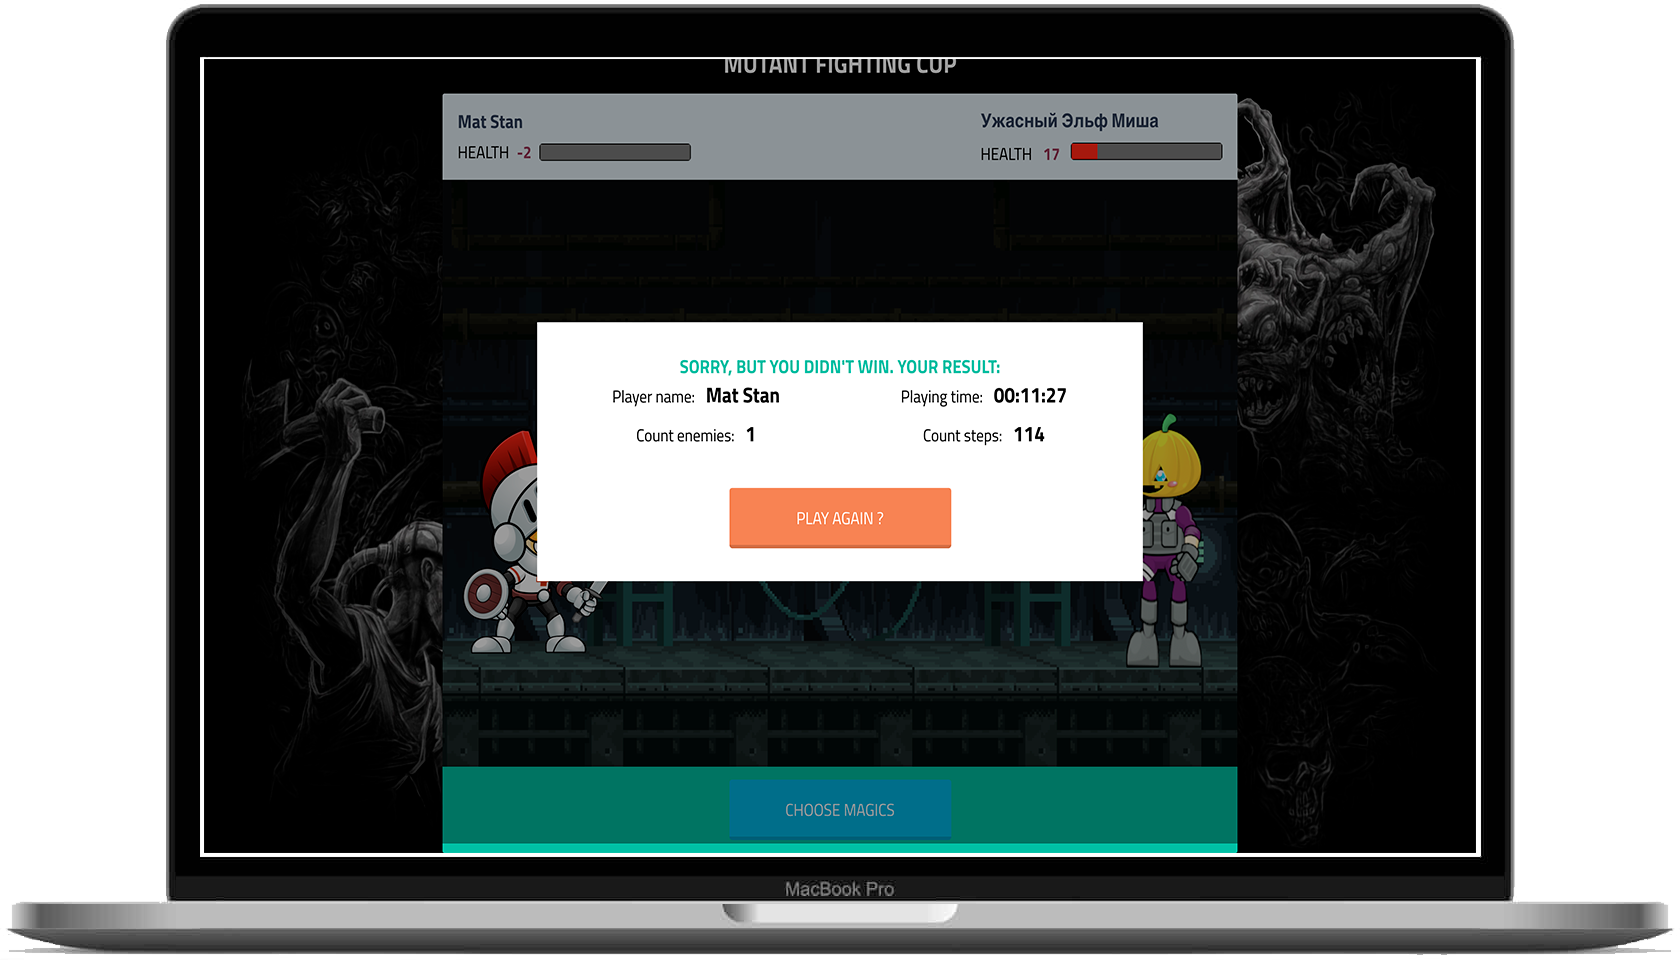 MUTANT FIGHTING CUP
Mat Stan
HEALTH -2
Ужасный Эльф Миша
HEALTH 17
SORRY, BUT YOU DIDN'T WIN. YOUR RESULT:
Player name: Mat Stan
Playing time: 00:11:27
Count enemies: 1
Count steps: 114
PLAY AGAIN ?
CHOOSE MAGICS
MacBook Pro